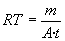 RT = m / A·t